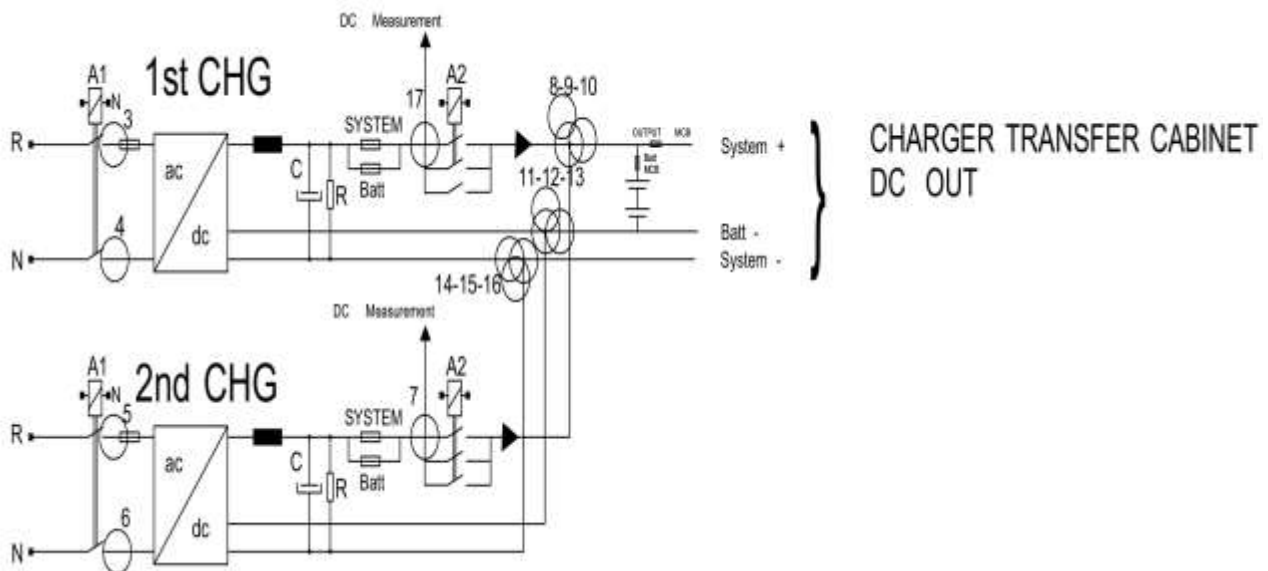 DC Measurement
A1
1st CHG
A2
8-9-10
N
3
17
SYSTEM
OUTPUT MCB
R
System +
CHARGER TRANSFER CABINET
DC OUT
ac
C
R
Batt
11-12-13
Batt
MCB
4
dc
Batt -
N
System -
14-15-16
DC Measurement
A1
2nd CHG
A2
N
5
7
SYSTEM
R
ac
C
R
Batt
6
dc
N